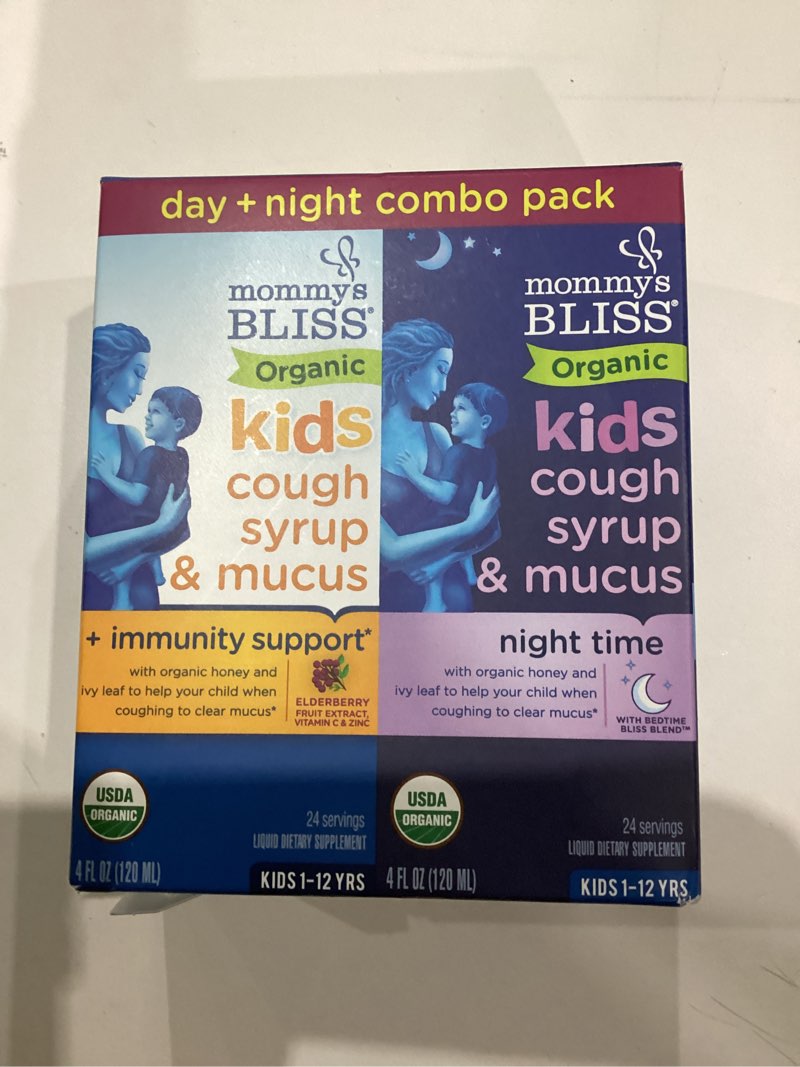 day + night combo pack
mommy's
BLISS®
Organic
kids
cough
syrup
& mucus
+ immunity support*
with organic honey and
ivy leaf to help your child when
coughing to clear mucus*
ELDERBERRY
FRUIT EXTRACT,
VITAMIN C & ZINC
USDA
ORGANIC
24 servings
LIQUID DIETARY SUPPLEMENT
4 FL OZ (120 ML)
KIDS 1-12 YRS
mommy's
BLISS®
Organic
kids
cough
syrup
& mucus
night time
with organic honey and
ivy leaf to help your child when
coughing to clear mucus*
WITH BEDTIME
BLISS BLEND™
USDA
ORGANIC
24 servings
LIQUID DIETARY SUPPLEMENT
4 FL OZ (120 ML)
KIDS 1-12 YRS